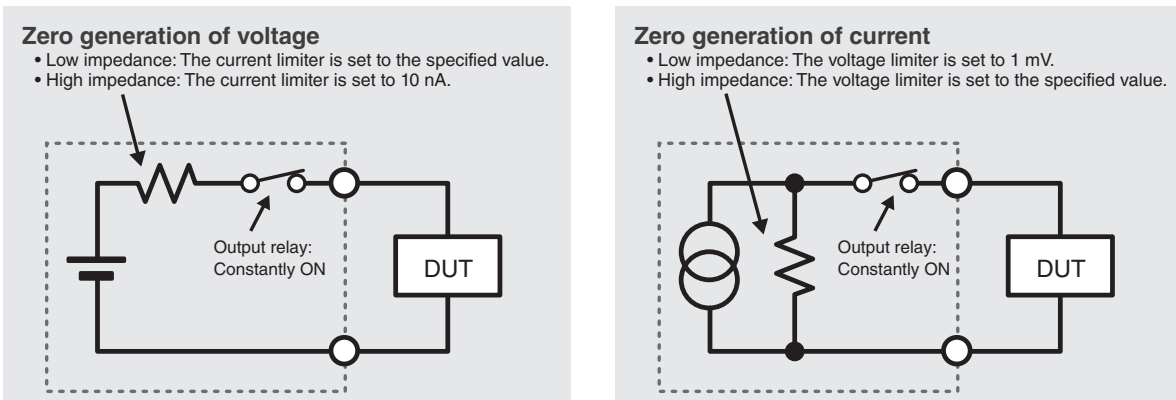 Zero generation of voltage
• Low impedance: The current limiter is set to the specified value.
• High impedance: The current limiter is set to 10 nA.
Output relay:
Constantly ON
DUT
Zero generation of current
• Low impedance: The voltage limiter is set to 1 mV.
• High impedance: The voltage limiter is set to the specified value.
Output relay:
Constantly ON
DUT